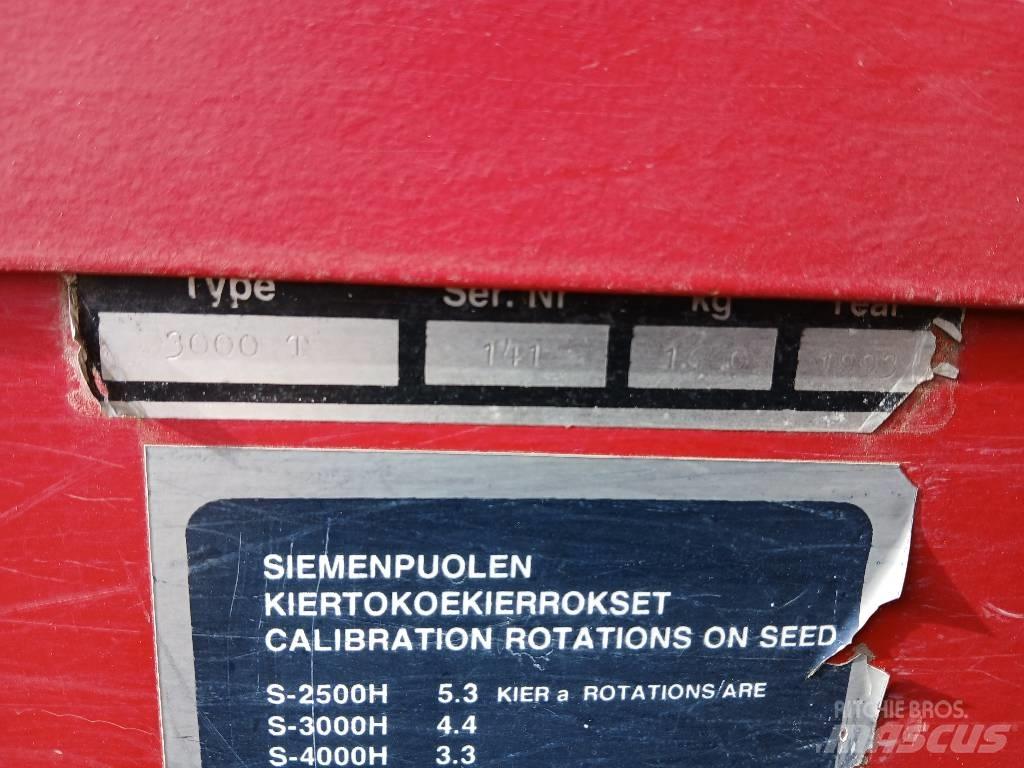 Type Ser. Nr kg Year
3000 T 141
SIEMENPUOLEN
KIERTOKOEKIERROKSET
CALIBRATION ROTATIONS ON SEED
S-2500H 5.3 KIER a ROTATIONS/ARE
S-3000H 4.4
S-4000H 3.3
RITCHIE BROS.
MASCUS